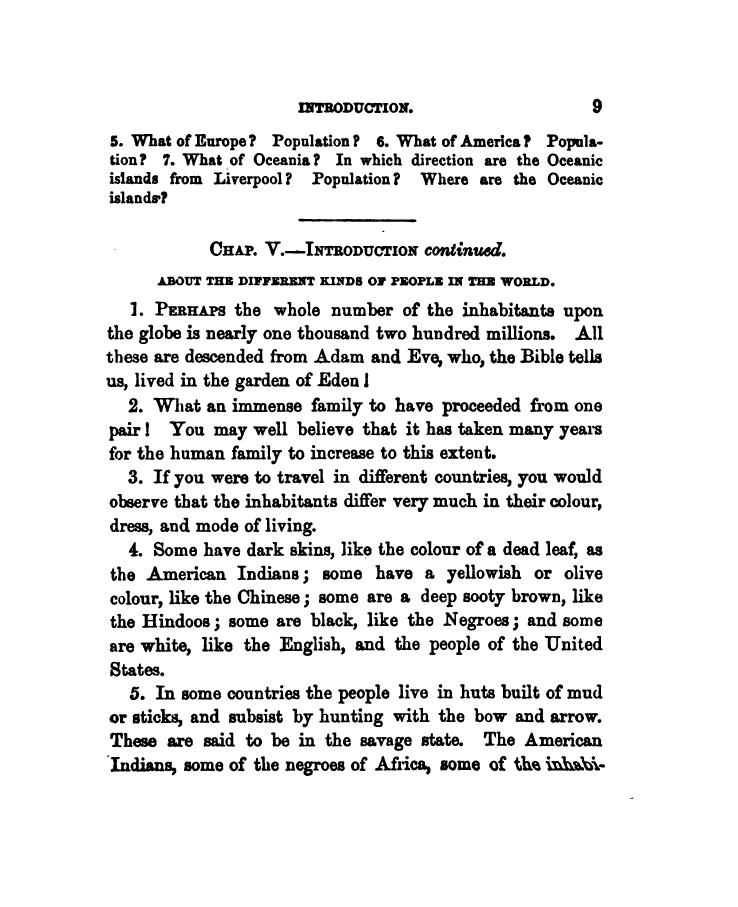 INTRODUCTION. 9
5. What of Europe? Population? 6. What of America? Popula-
tion? 7. What of Oceania? In which direction are the Oceanic
islands from Liverpool? Population? Where are the Oceanic
islands?
CHAP. V.—INTRODUCTION continued.
ABOUT THE DIFFERENT KINDS OF PEOPLE IN THE WORLD.
1. PERHAPS the whole number of the inhabitants upon
the globe is nearly one thousand two hundred millions. All
these are descended from Adam and Eve, who, the Bible tells
us, lived in the garden of Eden!
2. What an immense family to have proceeded from one
pair! You may well believe that it has taken many years
for the human family to increase to this extent.
3. If you were to travel in different countries, you would
observe that the inhabitants differ very much in their colour,
dress, and mode of living.
4. Some have dark skins, like the colour of a dead leaf, as
the American Indians; some have a yellowish or olive
colour, like the Chinese; some are a deep sooty brown, like
the Hindoos; some are black, like the Negroes; and some
are white, like the English, and the people of the United
States.
5. In some countries the people live in huts built of mud
or sticks, and subsist by hunting with the bow and arrow.
These are said to be in the savage state. The American
Indians, some of the negroes of Africa, some of the inhabi-